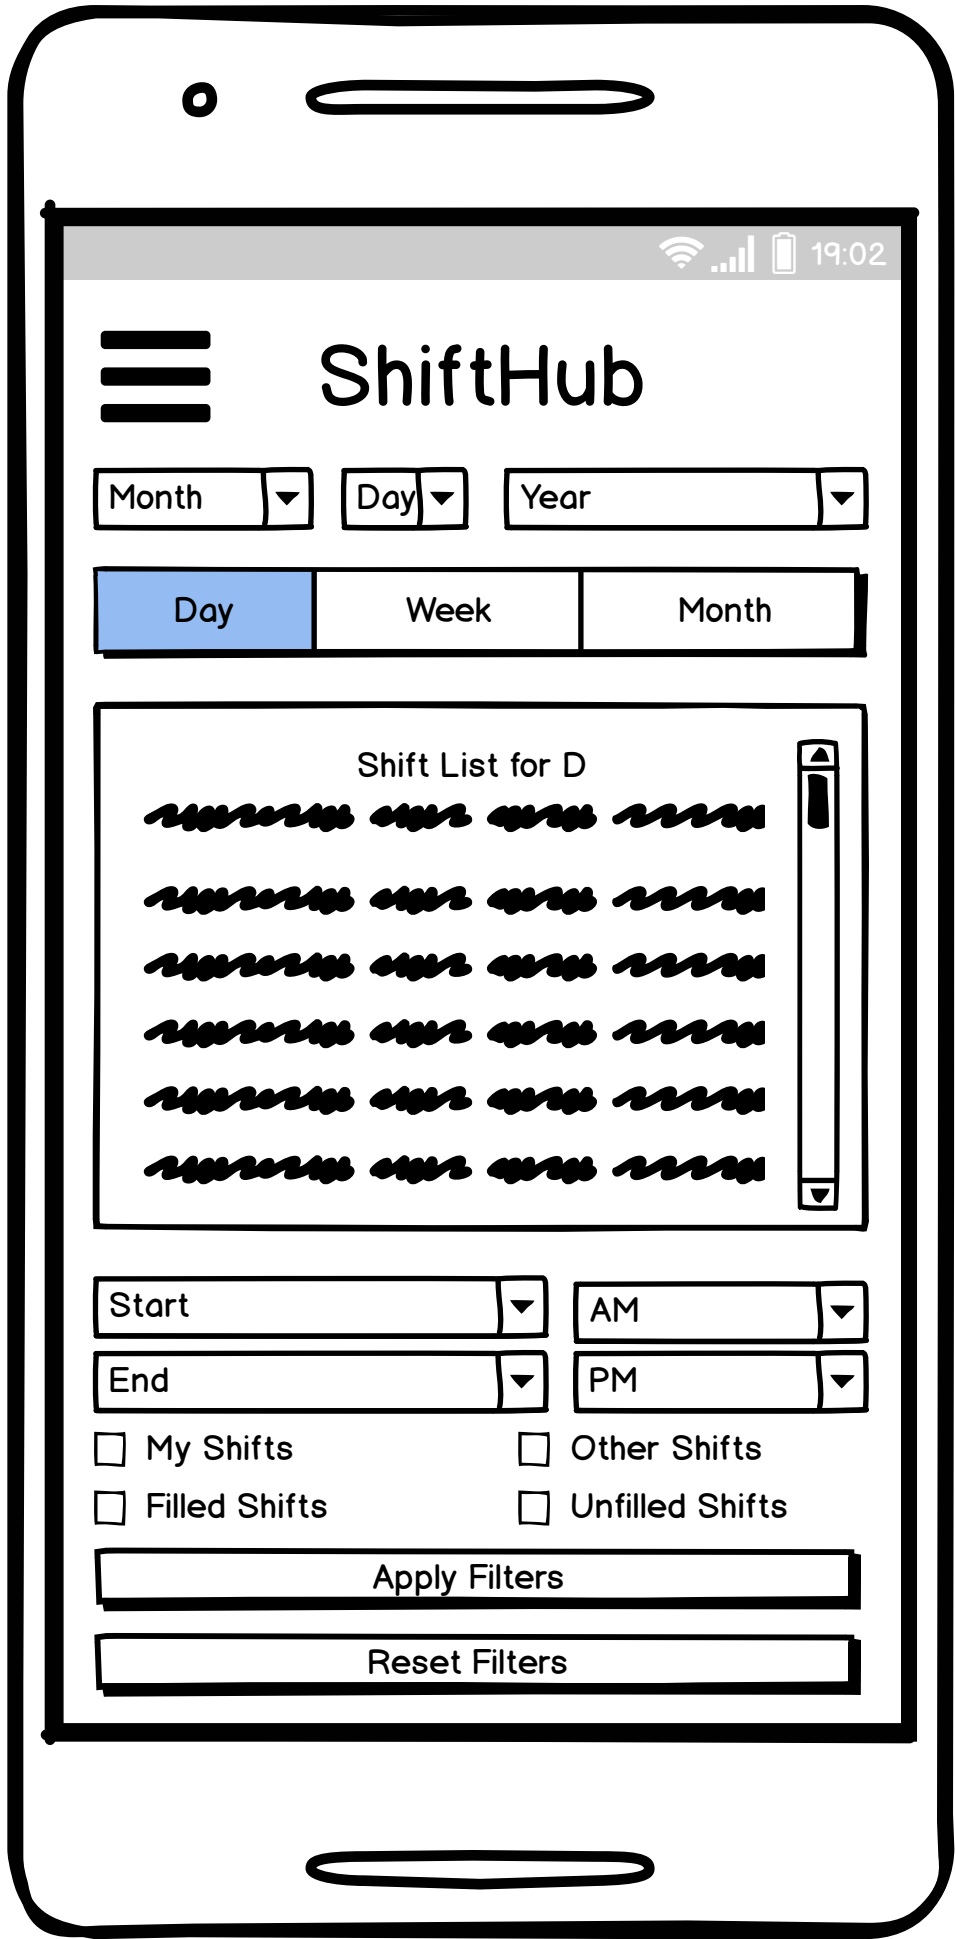 19:02
ShiftHub
Month Day Year
Day Week Month
Shift List for D
Start AM
End PM
My Shifts Other Shifts
Filled Shifts Unfilled Shifts
Apply Filters
Reset Filters